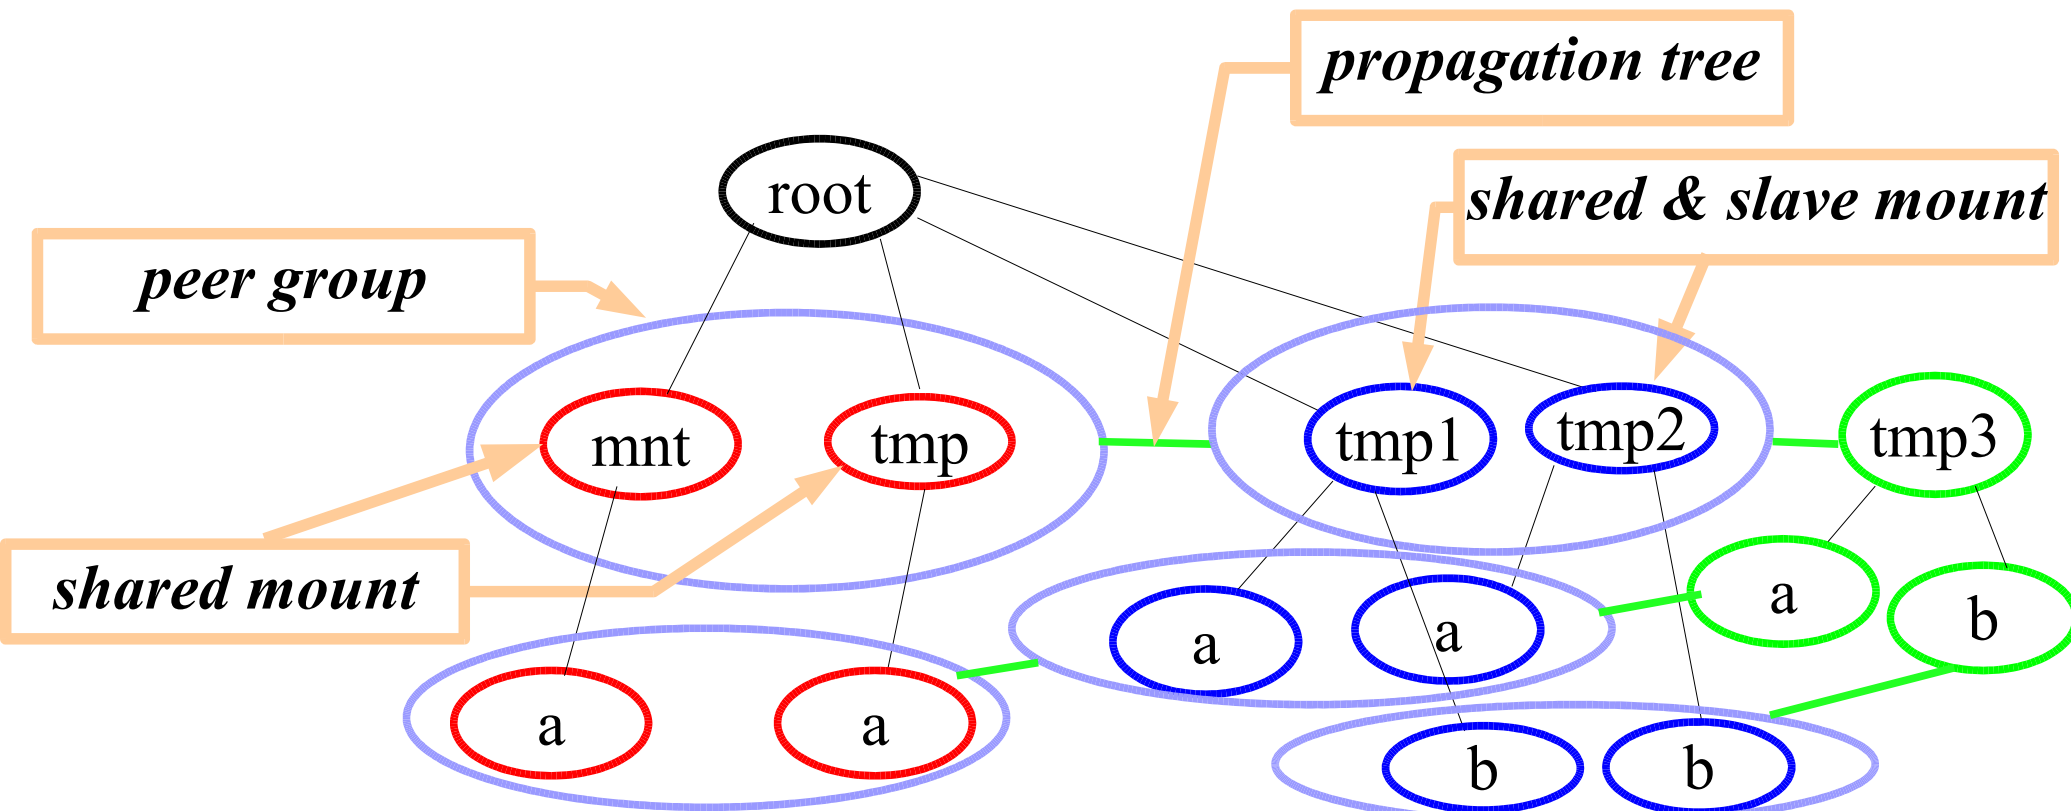 propagation tree
root
shared & slave mount
peer group
mnt
tmp
tmp1
tmp2
tmp3
shared mount
a
a
a
b
a
a
b
b